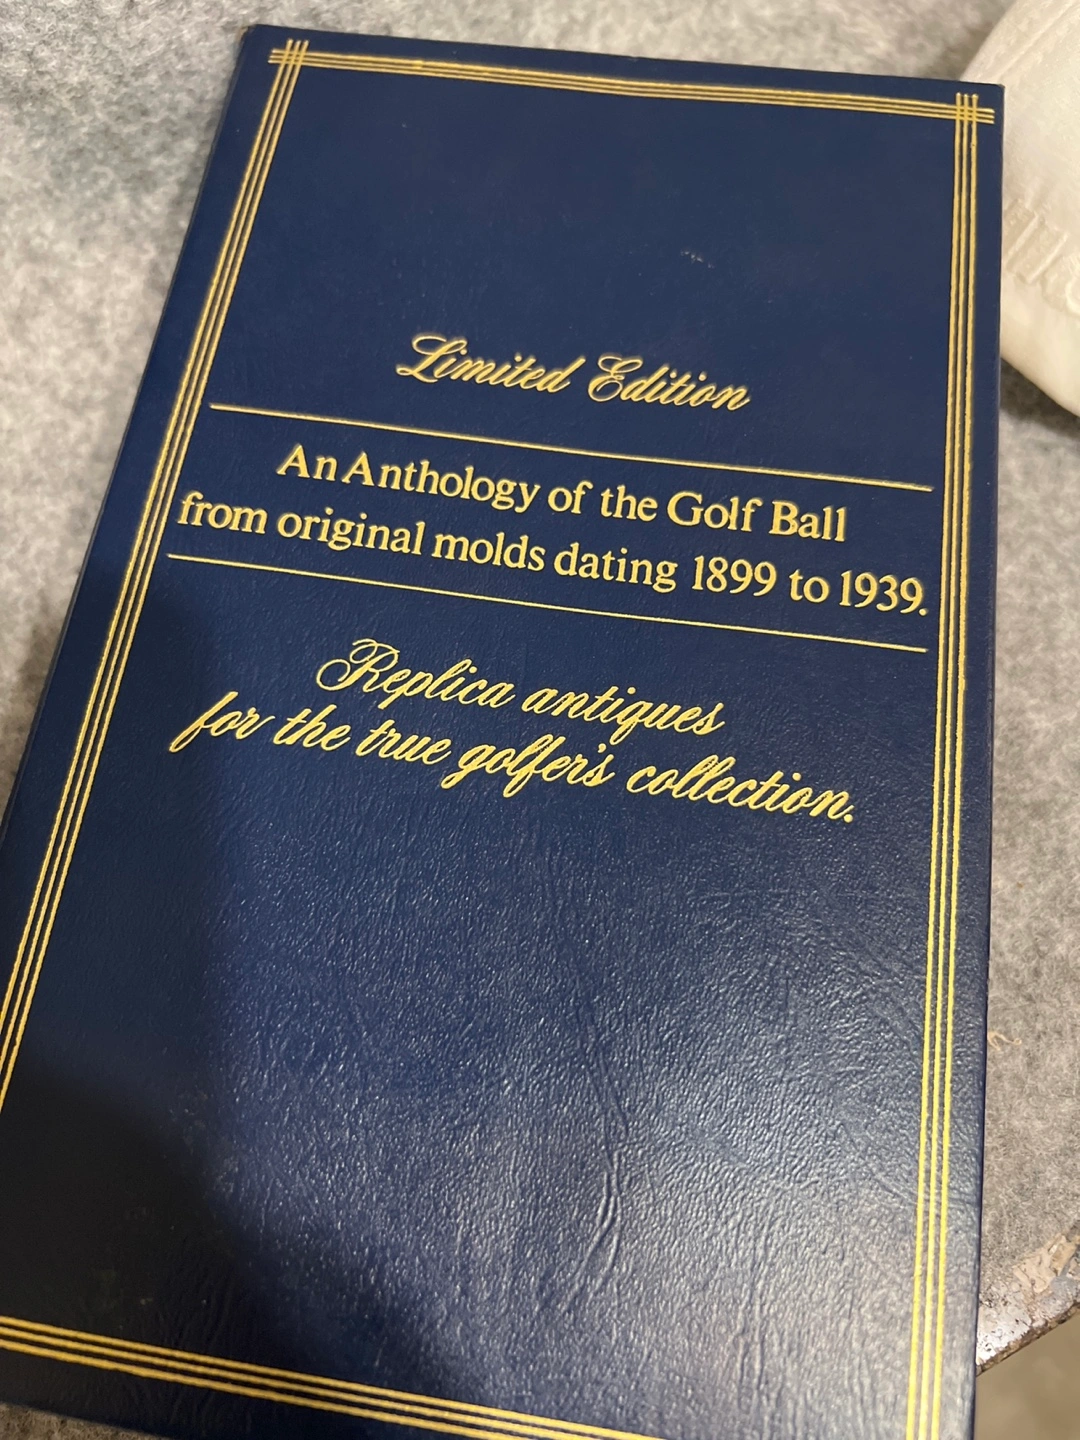 Limited Edition
An Anthology of the Golf Ball
from original molds dating 1899 to 1939.
Replica antiques
for the true golfer's collection.